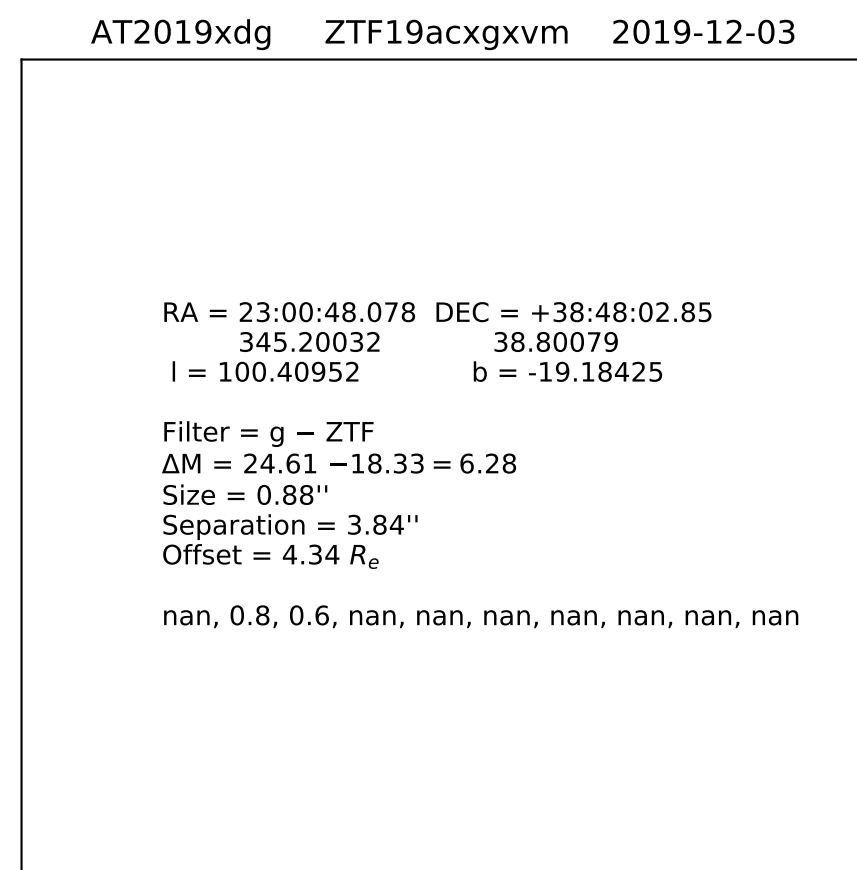 AT2019xdg ZTF19acxgxvm 2019-12-03
RA = 23:00:48.078 DEC = +38:48:02.85
345.20032 38.80079
l = 100.40952 b = -19.18425
Filter = g − ZTF
ΔM = 24.61 −18.33 = 6.28
Size = 0.88''
Separation = 3.84''
Offset = 4.34 Re
nan, 0.8, 0.6, nan, nan, nan, nan, nan, nan, nan